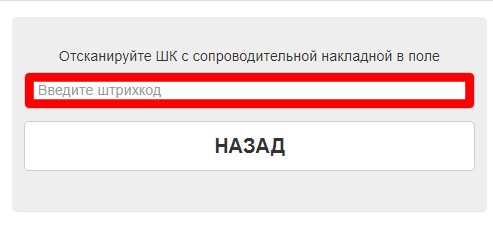 Отсканируйте ШК с сопроводительной накладной в поле
Введите штрихкод
НАЗАД